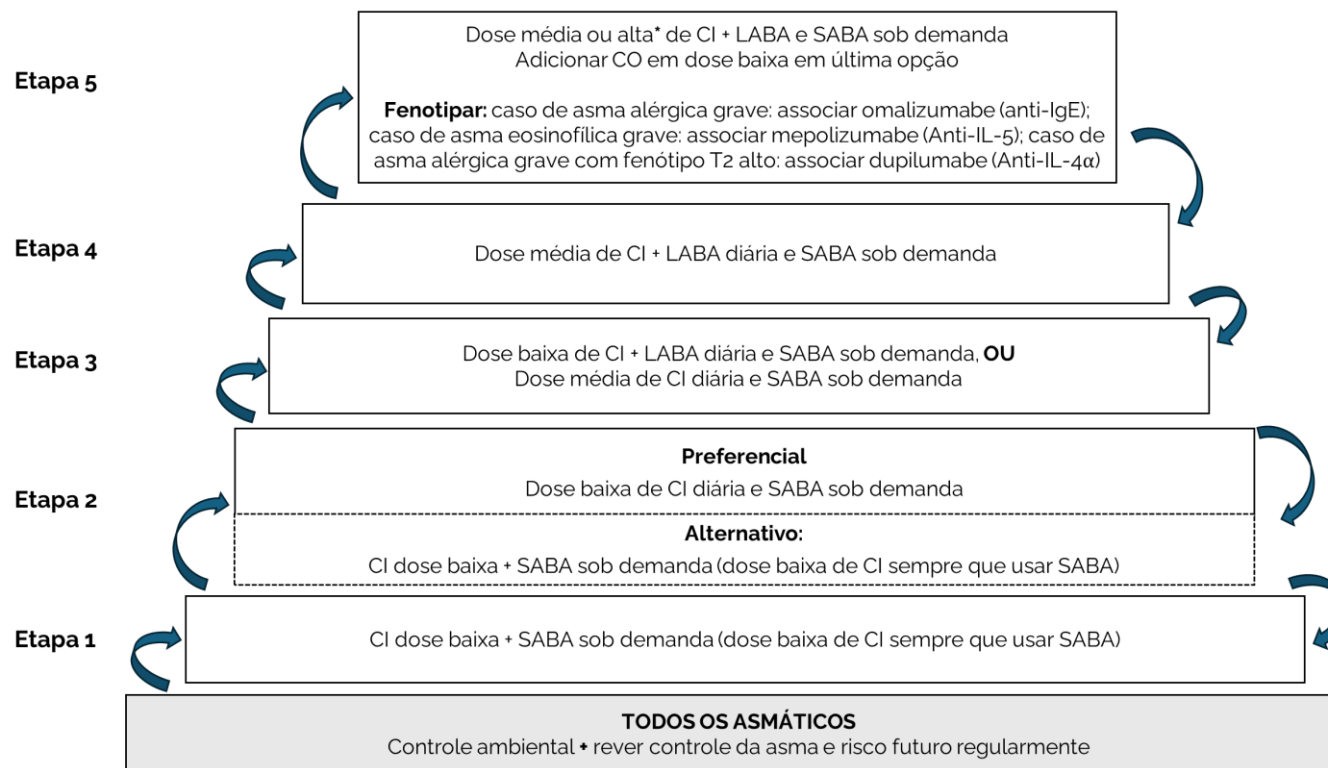 Etapa 5
Dose média ou alta* de CI + LABA e SABA sob demanda
Adicionar CO em dose baixa em última opção
Fenotipar: caso de asma alérgica grave: associar omalizumabe (anti-IgE);
caso de asma eosinofílica grave: associar mepolizumabe (Anti-IL-5); caso de
asma alérgica grave com fenótipo T2 alto: associar dupilumabe (Anti-IL-4α)
Etapa 4
Dose média de CI + LABA diária e SABA sob demanda
Etapa 3
Dose baixa de CI + LABA diária e SABA sob demanda, OU
Dose média de CI diária e SABA sob demanda
Etapa 2
Preferencial
Dose baixa de CI diária e SABA sob demanda
Alternativo:
CI dose baixa + SABA sob demanda (dose baixa de CI sempre que usar SABA)
Etapa 1
CI dose baixa + SABA sob demanda (dose baixa de CI sempre que usar SABA)
TODOS OS ASMÁTICOS
Controle ambiental + rever controle da asma e risco futuro regularmente